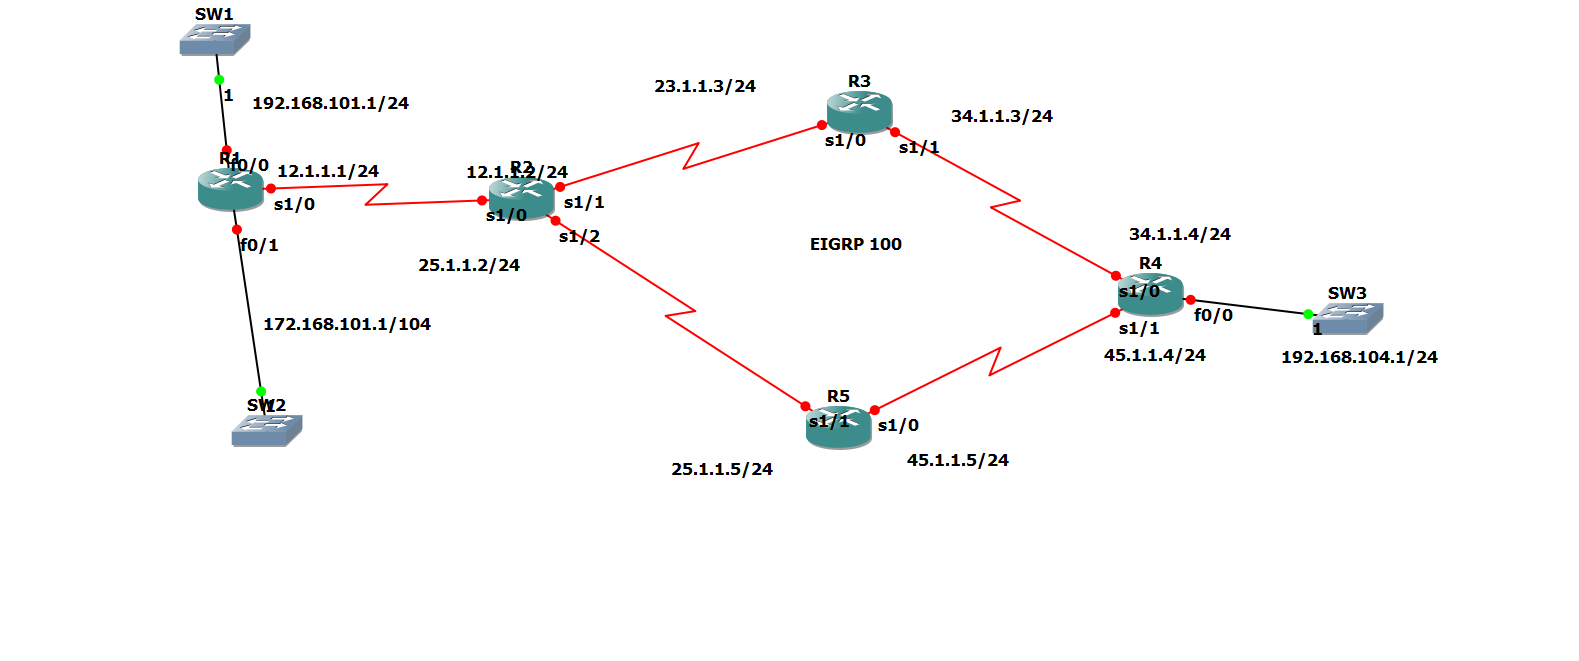 SW1
1
192.168.101.1/24
R1
f0/0
12.1.1.1/24
s1/0
f0/1
172.168.101.1/104
SW2
1
12.1.1.2/24
R2
s1/0
s1/1
s1/2
25.1.1.2/24
23.1.1.3/24
R3
s1/0
s1/1
34.1.1.3/24
EIGRP 100
34.1.1.4/24
R4
s1/0
s1/1
f0/0
45.1.1.4/24
SW3
1
192.168.104.1/24
R5
s1/1
s1/0
25.1.1.5/24
45.1.1.5/24